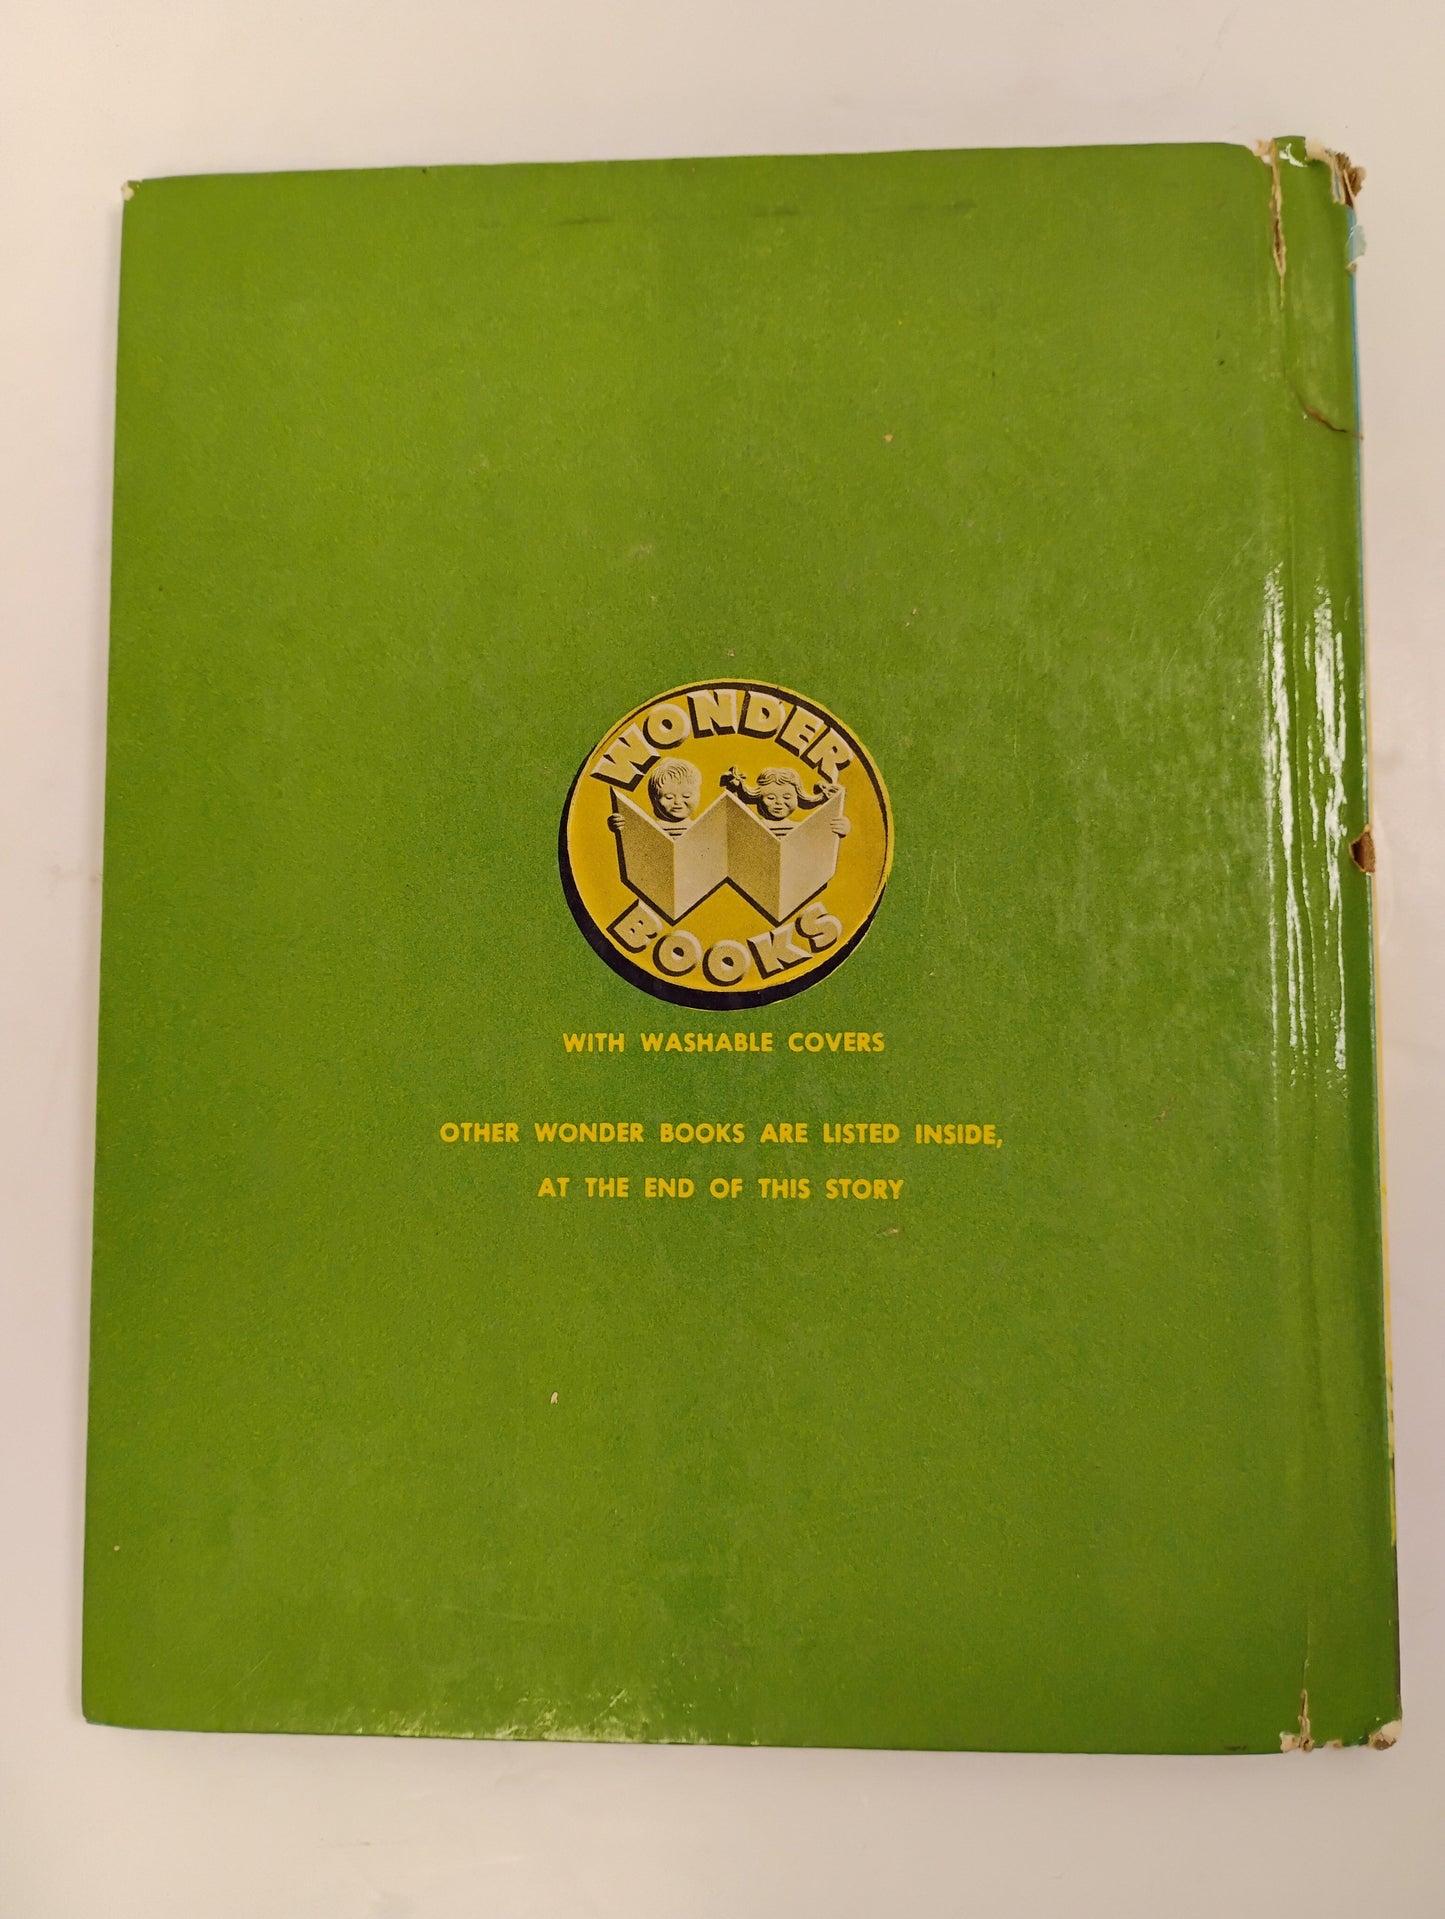 WONDER
BOOKS
WITH WASHABLE COVERS
OTHER WONDER BOOKS ARE LISTED INSIDE,
AT THE END OF THIS STORY